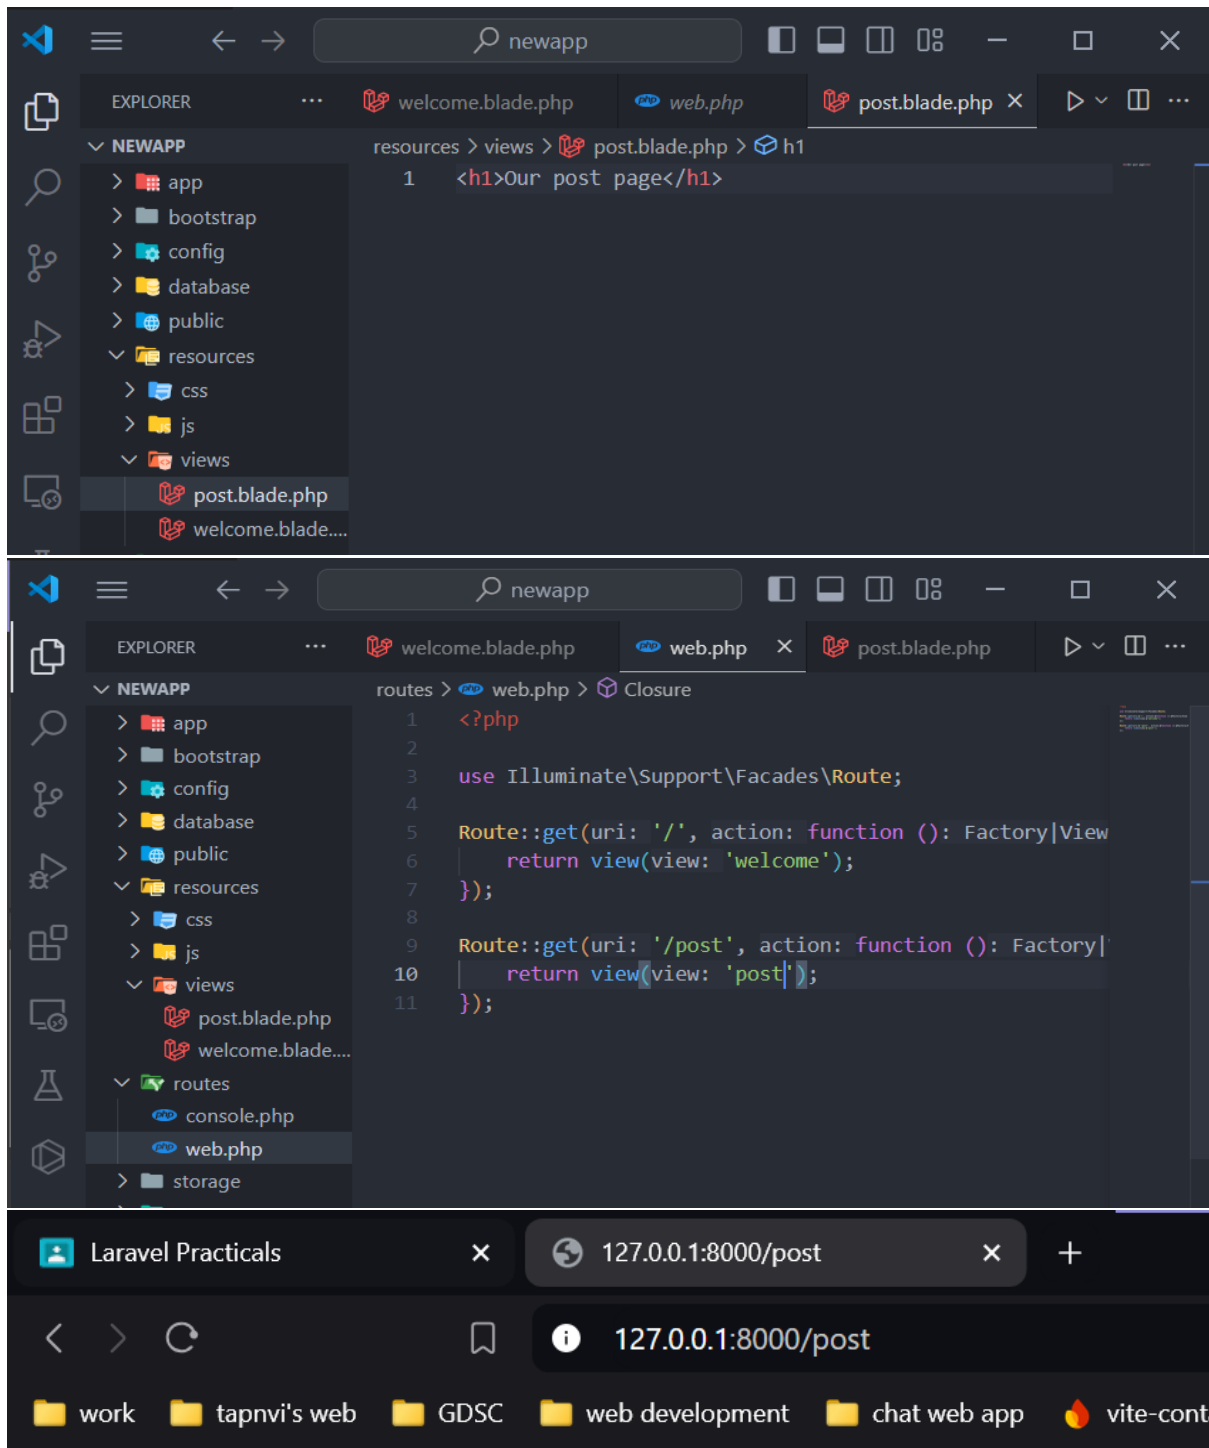 newapp
EXPLORER ... welcome.blade.php web.php post.blade.php
NEWAPP resources > views > post.blade.php > h1
app 1 <h1>Our post page</h1>
bootstrap
config
database
public
resources
css
js
views
post.blade.php
welcome.blade....
newapp
EXPLORER ... welcome.blade.php web.php post.blade.php
NEWAPP routes > web.php > Closure
app 1 <?php
bootstrap 2
config 3 use Illuminate\Support\Facades\Route;
database 4
public 5 Route::get(uri: '/', action: function (): Factory|View
resources 6 return view(view: 'welcome');
css 7 });
js 8
views 9 Route::get(uri: '/post', action: function (): Factory|
post.blade.php 10 return view(view: 'post');
welcome.blade.... 11 });
routes
console.php
web.php
storage
Laravel Practicals 127.0.0.1:8000/post
127.0.0.1:8000/post
work tapnvi's web GDSC web development chat web app vite-cont